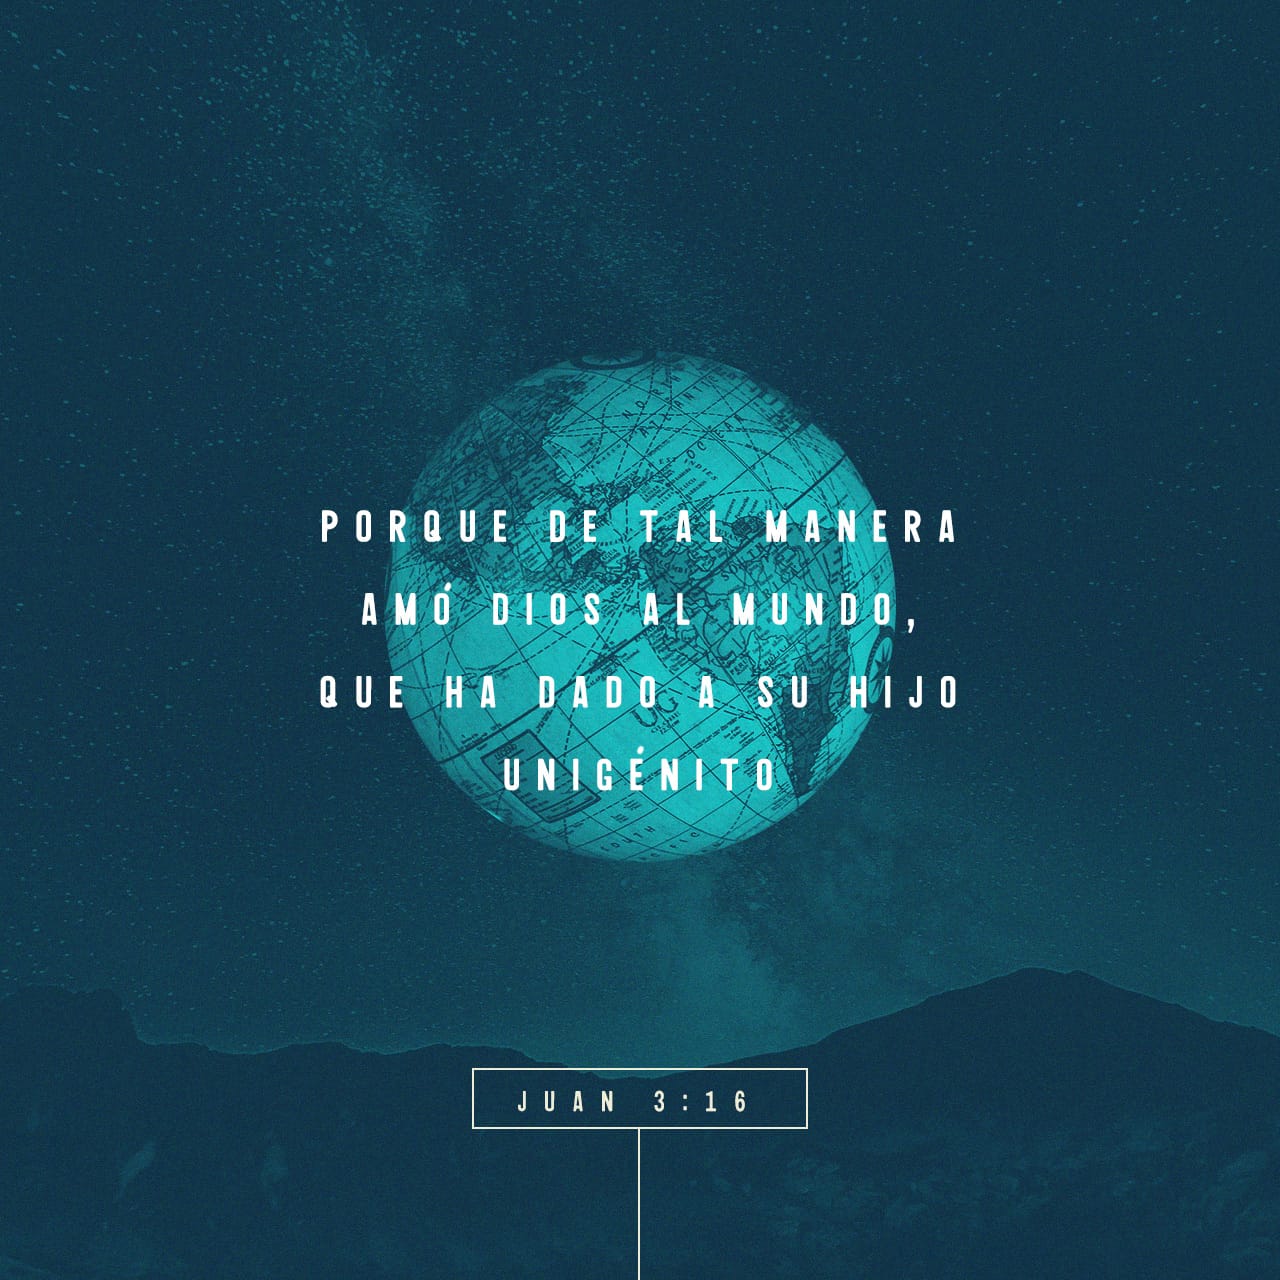 PORQUE DE TAL MANERA
AMÓ DIOS AL MUNDO,
QUE HA DADO Á SU HIJO
UNIGÉNITO
JUAN 3:16